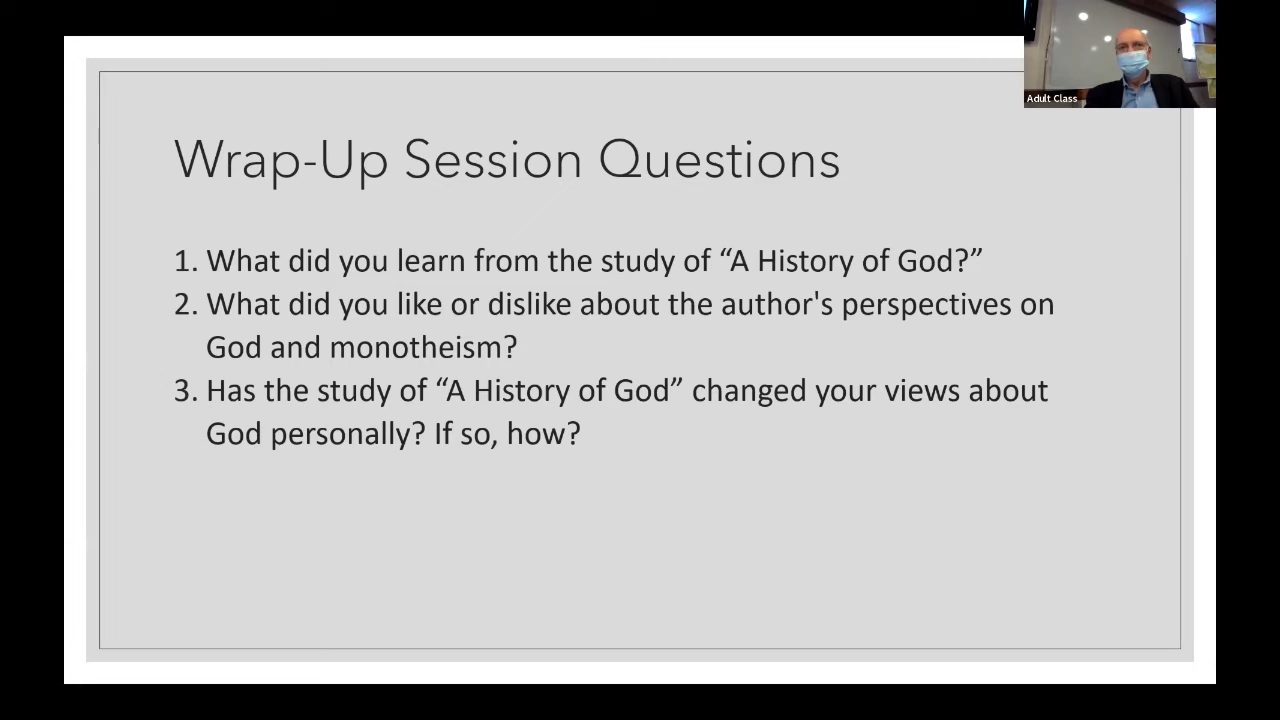 Adult Class
Wrap-Up Session Questions
1. What did you learn from the study of “A History of God?”
2. What did you like or dislike about the author's perspectives on
God and monotheism?
3. Has the study of “A History of God” changed your views about
God personally? If so, how?